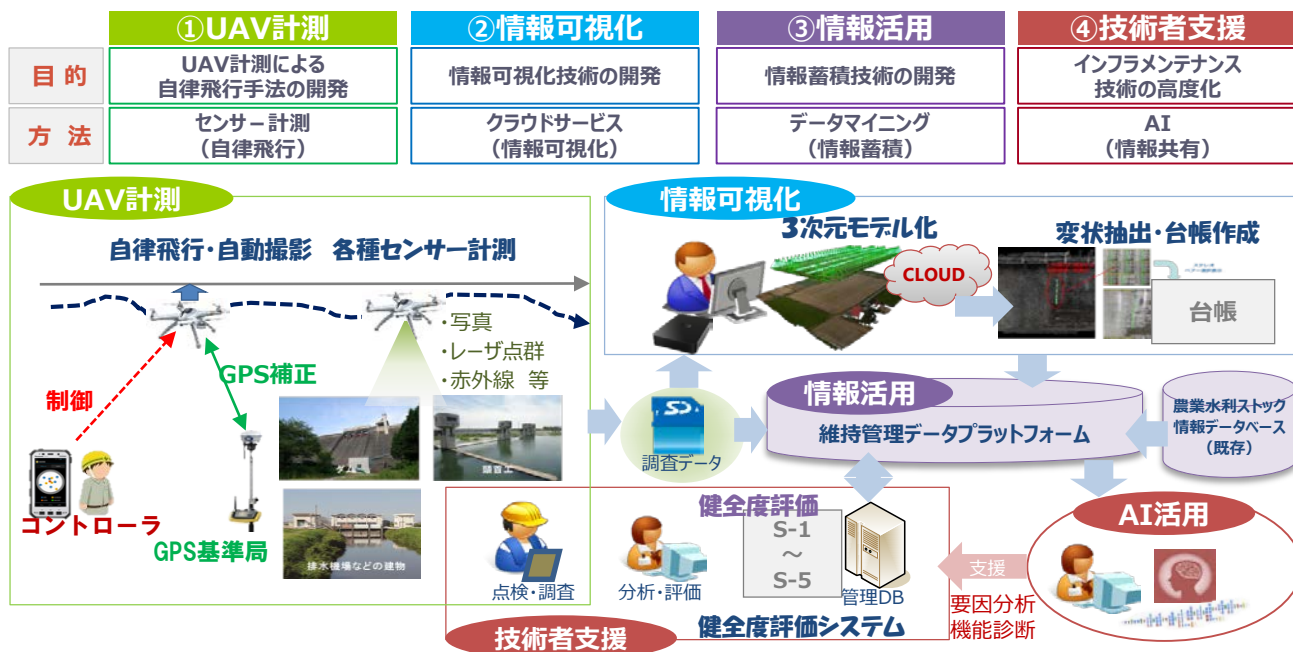 ①UAV計測
②情報可視化
③情報活用
④技術者支援
目的
UAV計測による
自律飛行手法の開発
情報可視化技術の開発
情報蓄積技術の開発
インフラメンテナンス
技術の高度化
方法
センサー計測
（自律飛行）
クラウドサービス
（情報可視化）
データマイニング
（情報蓄積）
AI
（情報共有）
UAV計測
自律飛行・自動撮影 各種センサー計測
・写真
・レーザ点群
・赤外線 等
GPS補正
制御
コントローラ
GPS基準局
ダム
頭首工
排水機場などの建物
情報可視化
3次元モデル化
CLOUD
変状抽出・台帳作成
台帳
調査データ
情報活用
維持管理データプラットフォーム
農業水利ストック
情報データベース
（既存）
健全度評価
S-1
～
S-5
点検・調査
分析・評価
管理DB
健全度評価システム
技術者支援
支援
要因分析
機能診断
AI活用